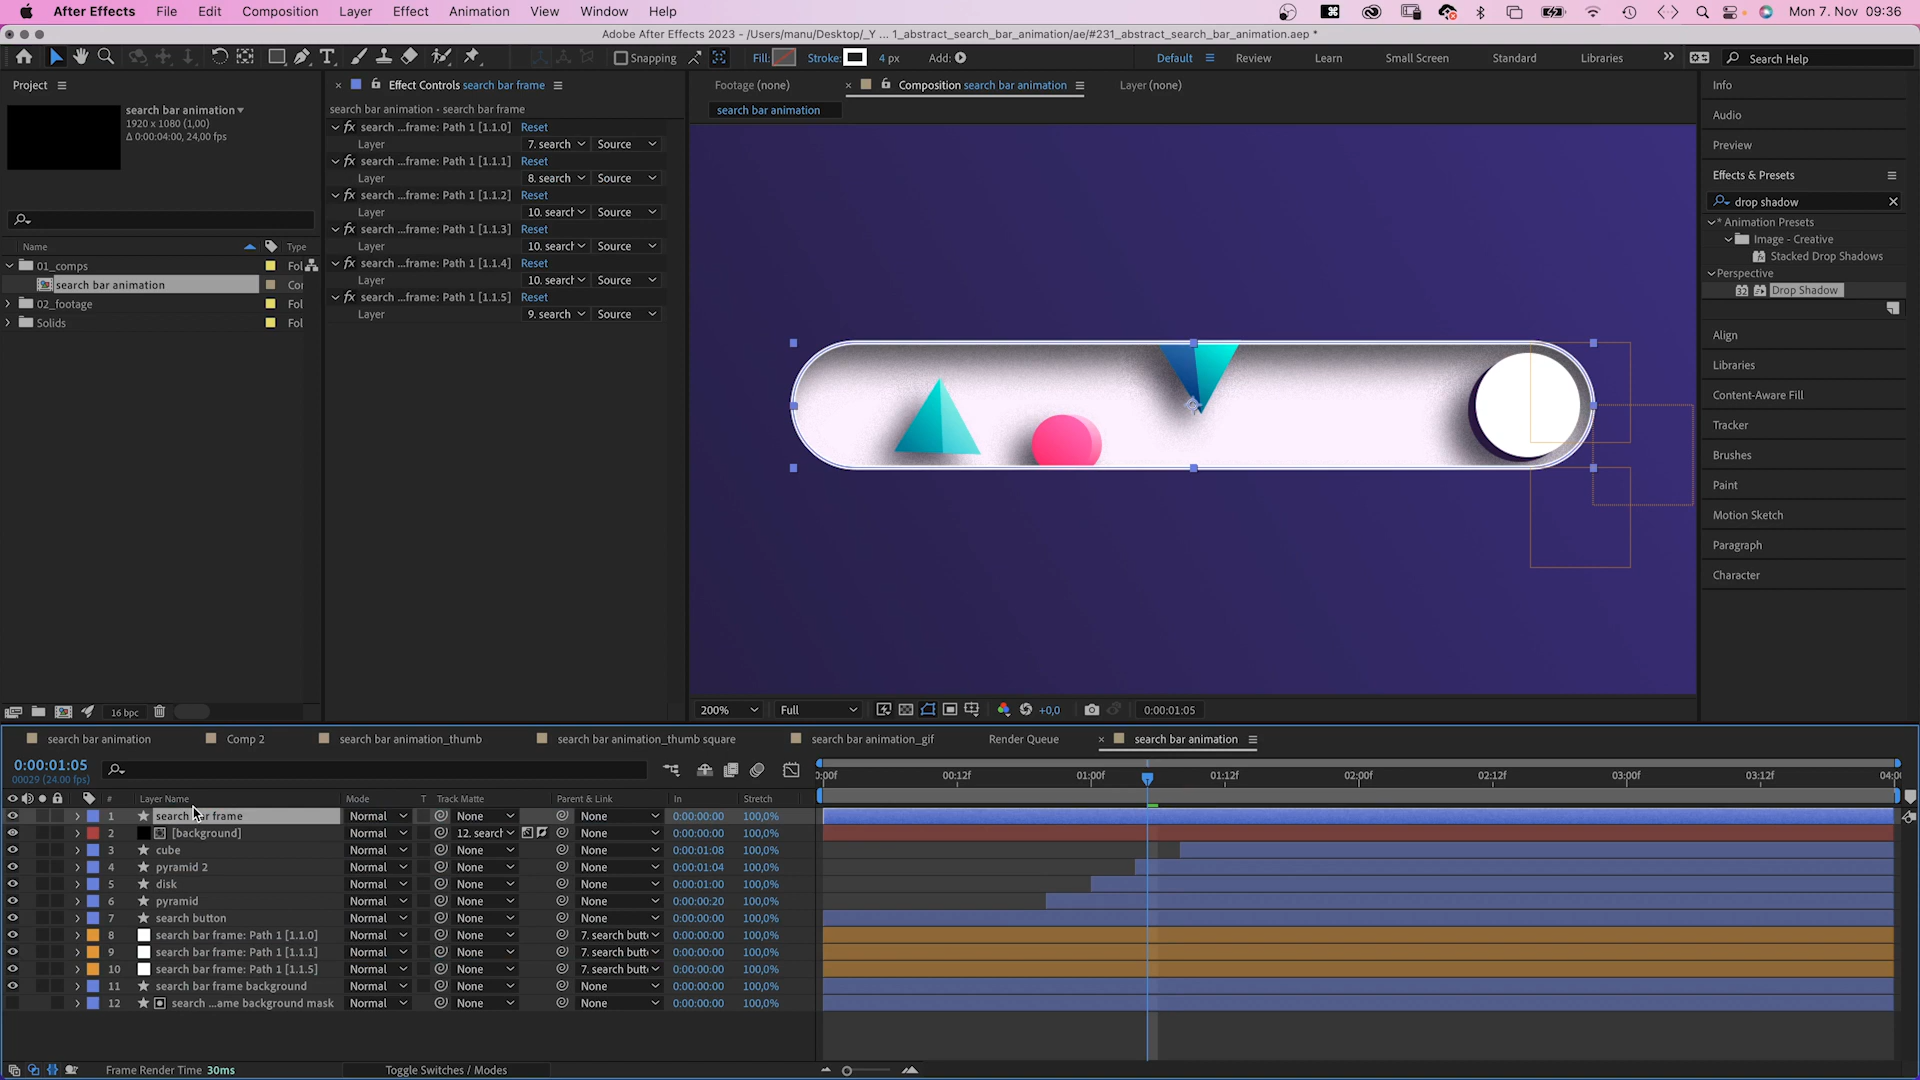 After Effects File Edit Composition Layer Effect Animation View Window Help Mon 7. Nov 09:36
Adobe After Effects 2023 - /Users/manu/Desktop/_Y ... 1_abstract_search_bar_animation/ae/#231_abstract_search_bar_animation.aep *
Snapping Fill: Stroke: 4 px Add: Default Review Learn Small Screen Standard Libraries Search Help
Project
search bar animation
1920 x 1080 (1,00)
Δ 0:00:04:00, 24,00 fps
Name Type
01_comps Fol
search bar animation Cor
02_footage Fol
Solids Fol
16 bpc
Effect Controls search bar frame
search bar animation • search bar frame
fx search ...frame: Path 1 [1.1.0] Reset
Layer 7. search Source
fx search ...frame: Path 1 [1.1.1] Reset
Layer 8. search Source
fx search ...frame: Path 1 [1.1.2] Reset
Layer 10. search Source
fx search ...frame: Path 1 [1.1.3] Reset
Layer 10. search Source
fx search ...frame: Path 1 [1.1.4] Reset
Layer 10. search Source
fx search ...frame: Path 1 [1.1.5] Reset
Layer 9. search Source
Footage (none) Composition search bar animation Layer (none)
search bar animation
200% Full +0,0 0:00:01:05
Info
Audio
Preview
Effects & Presets
drop shadow
* Animation Presets
Image - Creative
Stacked Drop Shadows
Perspective
32 Drop Shadow
Align
Libraries
Content-Aware Fill
Tracker
Brushes
Paint
Motion Sketch
Paragraph
Character
search bar animation Comp 2 search bar animation_thumb search bar animation_thumb square search bar animation_gif Render Queue search bar animation
0:00:01:05
00029 (24.00 fps)
0:00f 00:12f 01:00f 01:12f 02:00f 02:12f 03:00f 03:12f 04:0
# Layer Name Mode T Track Matte Parent & Link In Stretch
1 search bar frame Normal None None 0:00:00:00 100,0%
2 [background] Normal 12. search None 0:00:00:00 100,0%
3 cube Normal None None 0:00:01:08 100,0%
4 pyramid 2 Normal None None 0:00:01:04 100,0%
5 disk Normal None None 0:00:01:00 100,0%
6 pyramid Normal None None 0:00:00:20 100,0%
7 search button Normal None None 0:00:00:00 100,0%
8 search bar frame: Path 1 [1.1.0] Normal None 7. search butt 0:00:00:00 100,0%
9 search bar frame: Path 1 [1.1.1] Normal None 7. search butt 0:00:00:00 100,0%
10 search bar frame: Path 1 [1.1.5] Normal None 7. search butt 0:00:00:00 100,0%
11 search bar frame background Normal None None 0:00:00:00 100,0%
12 search ...ame background mask Normal None None 0:00:00:00 100,0%
Frame Render Time 30ms Toggle Switches / Modes